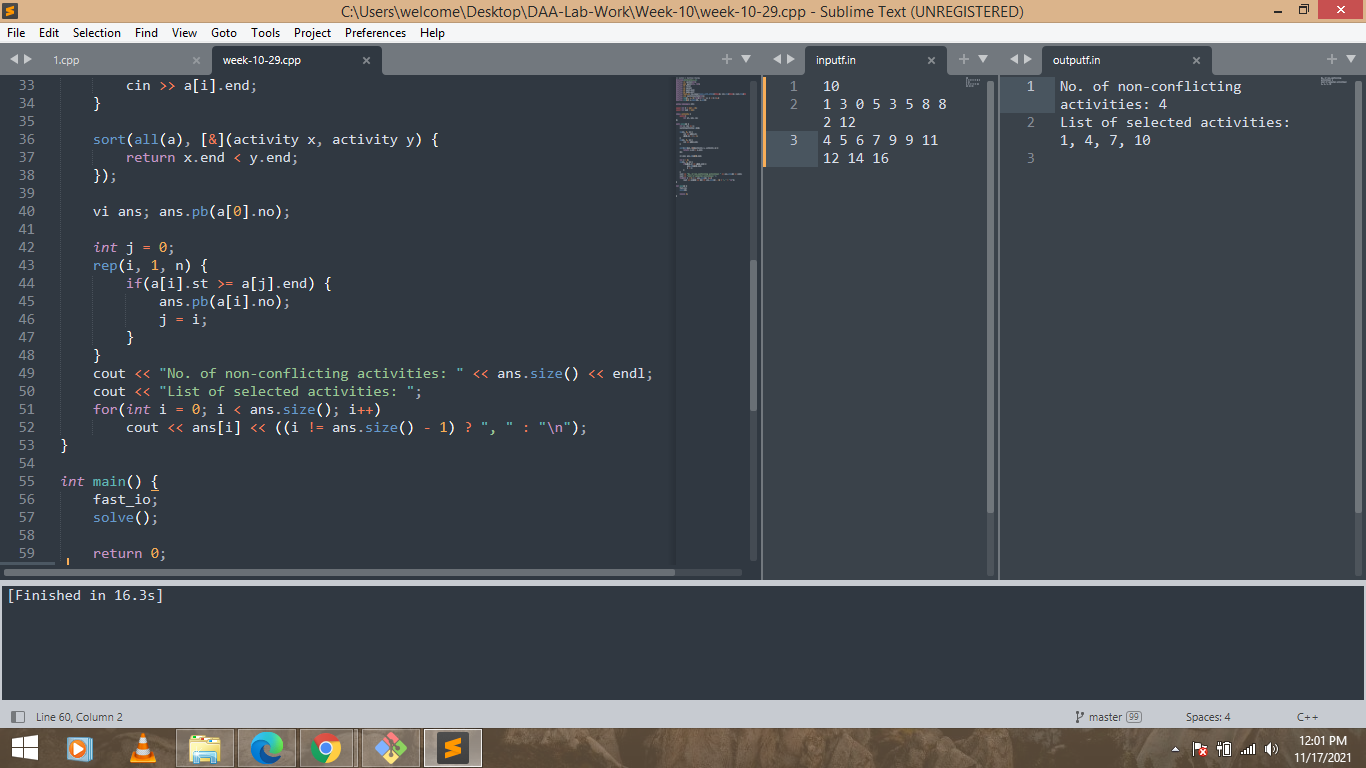 C:\Users\welcome\Desktop\DAA-Lab-Work\Week-10\week-10-29.cpp - Sublime Text (UNREGISTERED)
File Edit Selection Find View Goto Tools Project Preferences Help
1.cpp week-10-29.cpp
33 cin >> a[i].end;
34 }
35
36 sort(all(a), [&](activity x, activity y) {
37 return x.end < y.end;
38 });
39
40 vi ans; ans.pb(a[0].no);
41
42 int j = 0;
43 rep(i, 1, n) {
44 if(a[i].st >= a[j].end) {
45 ans.pb(a[i].no);
46 j = i;
47 }
48 }
49 cout << "No. of non-conflicting activities: " << ans.size() << endl;
50 cout << "List of selected activities: ";
51 for(int i = 0; i < ans.size(); i++)
52 cout << ans[i] << ((i != ans.size() - 1) ? ", " : "\n");
53 }
54
55 int main() {
56 fast_io;
57 solve();
58
59 return 0;
inputf.in
1 10
2 1 3 0 5 3 5 8 8
2 12
3 4 5 6 7 9 9 11
12 14 16
outputf.in
1 No. of non-conflicting
activities: 4
2 List of selected activities:
1, 4, 7, 10
3
[Finished in 16.3s]
Line 60, Column 2
master 99
Spaces: 4
C++
12:01 PM
11/17/2021